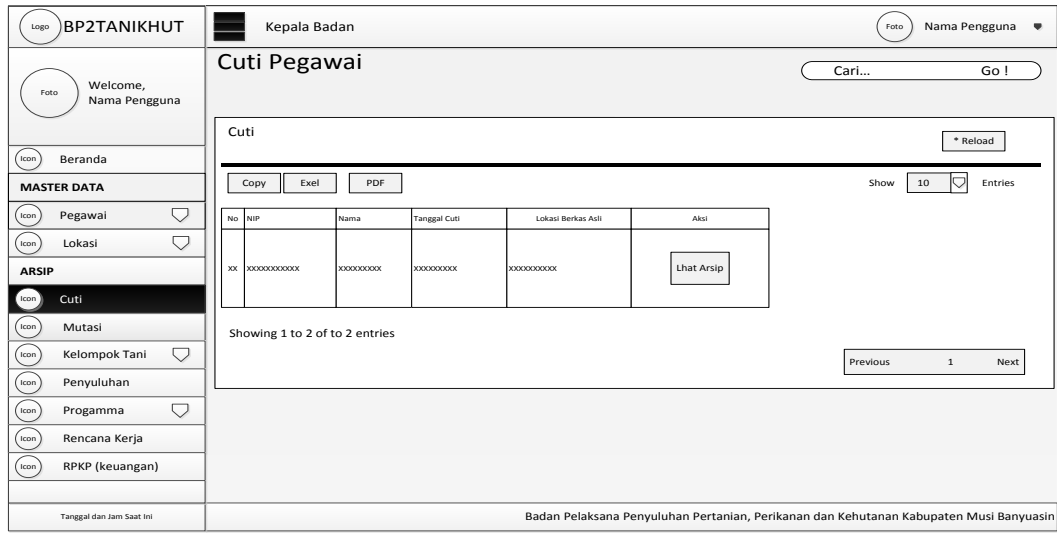 Logo BP2TANIKHUT
Kepala Badan
Foto Nama Pengguna
Foto
Welcome,
Nama Pengguna
Cuti Pegawai
Cari... Go !
Icon Beranda
MASTER DATA
Icon Pegawai
Icon Lokasi
ARSIP
Icon Cuti
Icon Mutasi
Icon Kelompok Tani
Icon Penyuluhan
Icon Progamma
Icon Rencana Kerja
Icon RPKP (keuangan)
Cuti
* Reload
Copy Exel PDF
Show 10 Entries
No NIP Nama Tanggal Cuti Lokasi Berkas Asli Aksi
xx xxxxxxxxxxx xxxxxxxxx xxxxxxxxx xxxxxxxxxx Lhat Arsip
Showing 1 to 2 of to 2 entries
Previous 1 Next
Tanggal dan Jam Saat Ini
Badan Pelaksana Penyuluhan Pertanian, Perikanan dan Kehutanan Kabupaten Musi Banyuasin